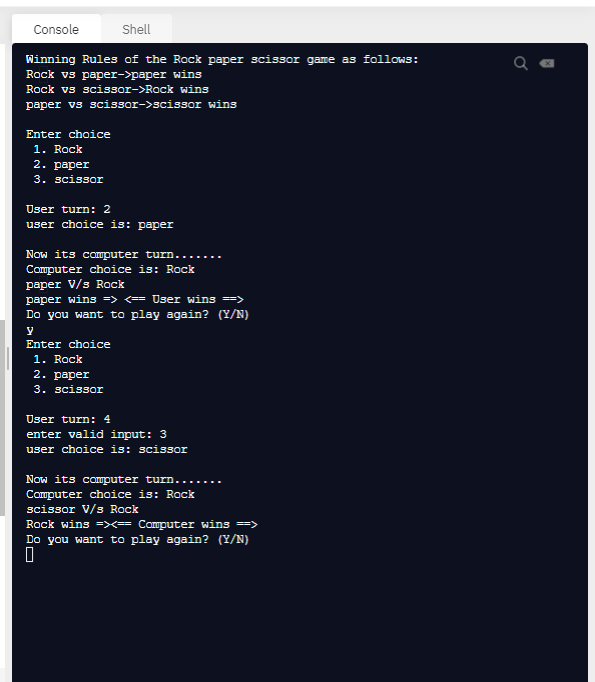 Console Shell
Winning Rules of the Rock paper scissor game as follows:
Rock vs paper->paper wins
Rock vs scissor->Rock wins
paper vs scissor->scissor wins
Enter choice
1. Rock
2. paper
3. scissor
User turn: 2
user choice is: paper
Now its computer turn.......
Computer choice is: Rock
paper V/s Rock
paper wins => <== User wins ==>
Do you want to play again? (Y/N)
y
Enter choice
1. Rock
2. paper
3. scissor
User turn: 4
enter valid input: 3
user choice is: scissor
Now its computer turn.......
Computer choice is: Rock
scissor V/s Rock
Rock wins =><== Computer wins ==>
Do you want to play again? (Y/N)